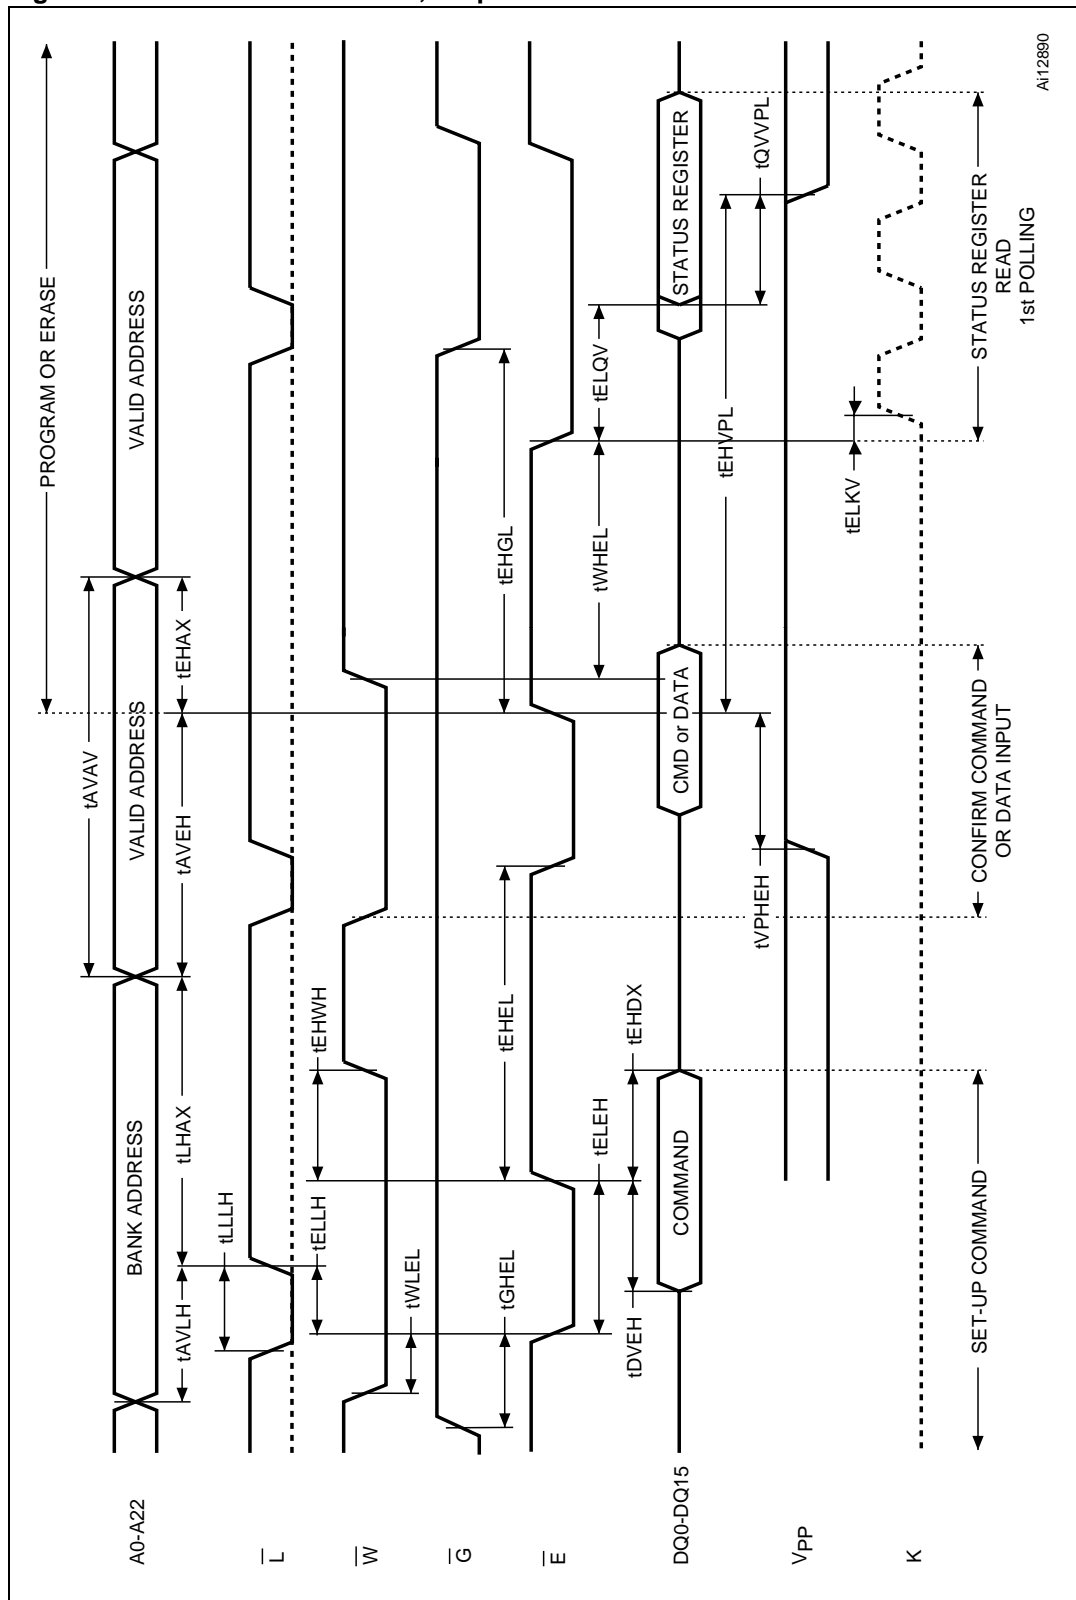 PROGRAM OR ERASE
A0-A22
BANK ADDRESS
VALID ADDRESS
VALID ADDRESS
tAVAV
tAVLH
tLHAX
tAVEH
tEHAX
tLLLH
L
tELLH
tEHWH
W
tWLEL
G
tGHEL
tEHEL
tEHGL
E
tELEH
tWHEL
tELQV
tDVEH
tEHDX
DQ0-DQ15
COMMAND
CMD or DATA
STATUS REGISTER
tEHVPL
tVPHEH
tQVVPL
VPP
tELKV
K
SET-UP COMMAND
CONFIRM COMMAND
OR DATA INPUT
STATUS REGISTER
READ
1st POLLING
Ai12890